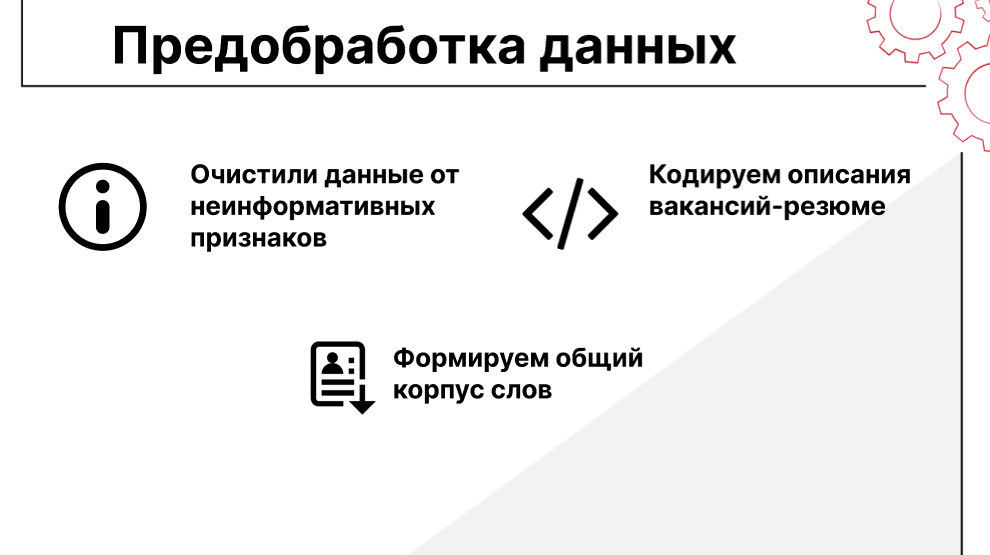 Предобработка данных
Очистили данные от
неинформативных
признаков
Кодируем описания
вакансий-резюме
Формируем общий
корпус слов